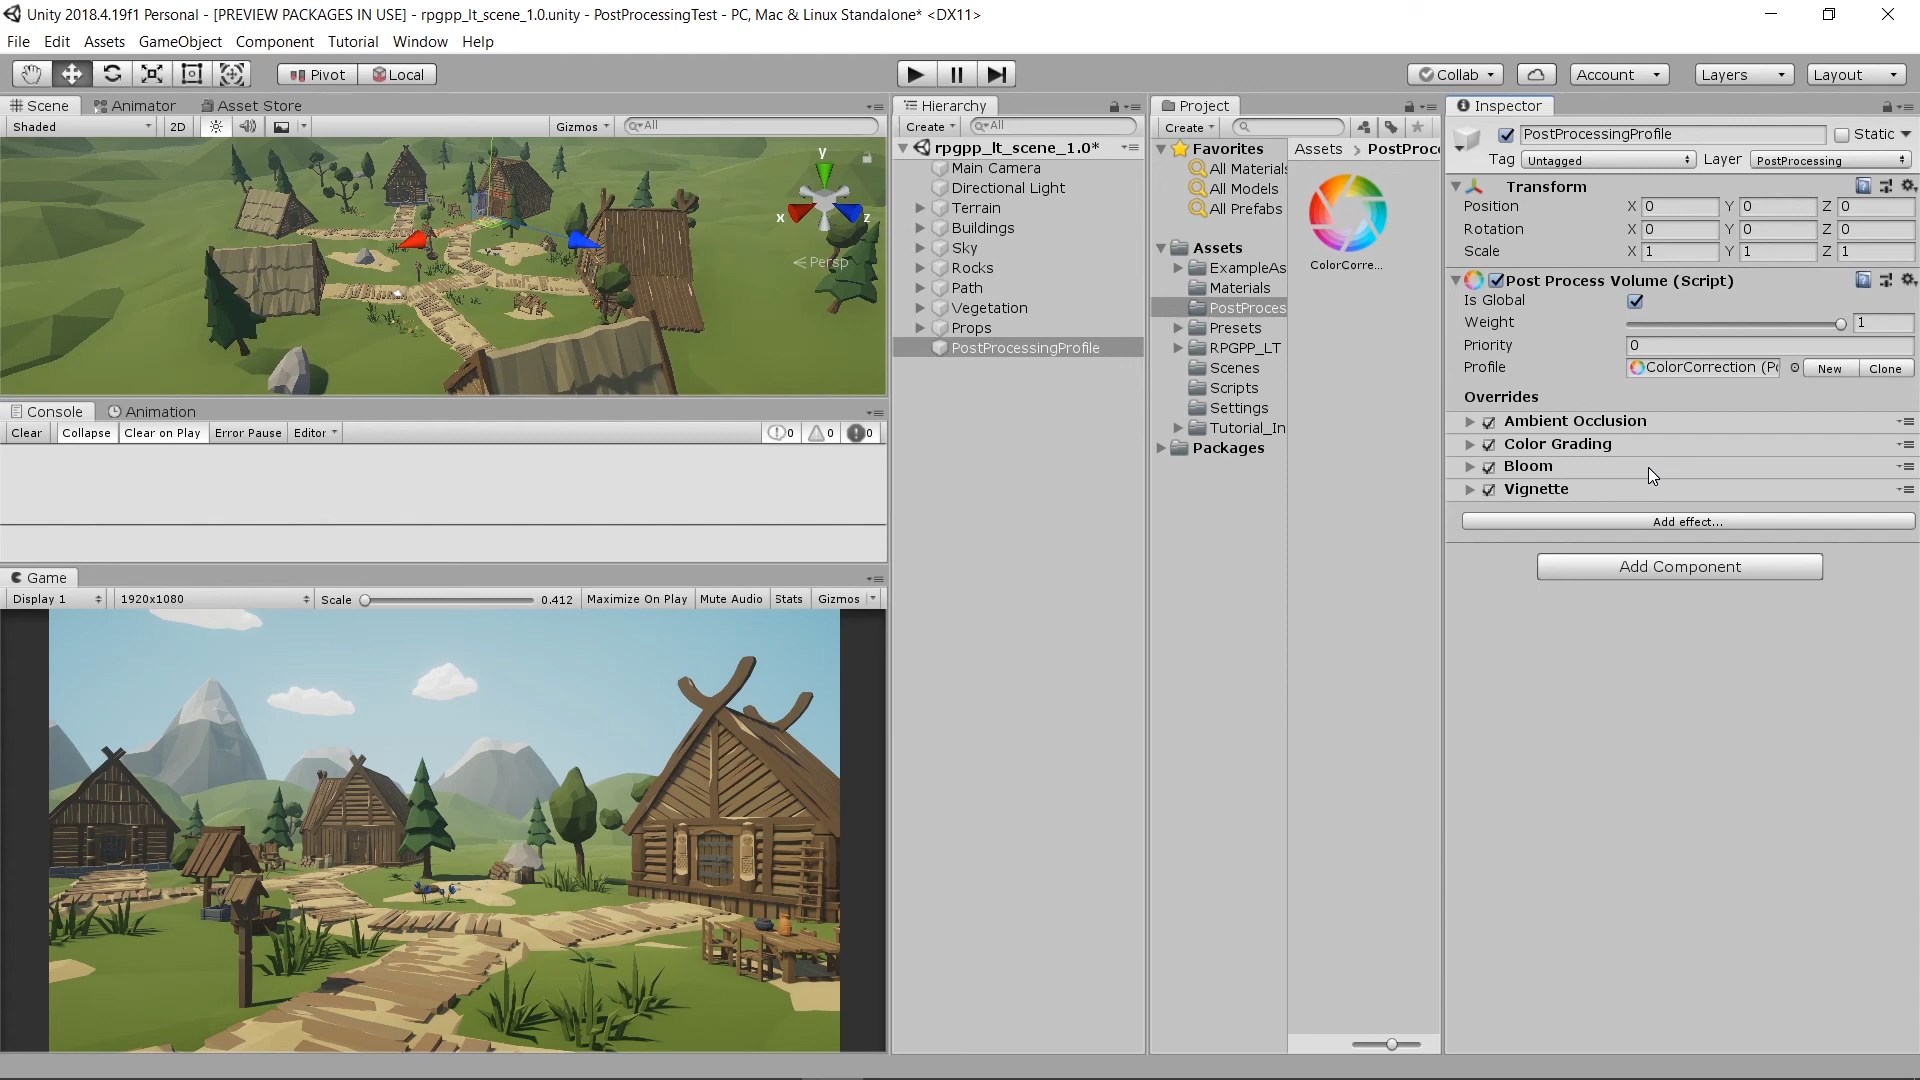 Unity 2018.4.19f1 Personal - [PREVIEW PACKAGES IN USE] - rpgpp_lt_scene_1.0.unity - PostProcessingTest - PC, Mac & Linux Standalone* <DX11>
File Edit Assets GameObject Component Tutorial Window Help
Pivot Local Collab Account Layers Layout
Scene Animator Asset Store
Shaded 2D Gizmos All
y
x
z
Persp
Console Animation
Clear Collapse Clear on Play Error Pause Editor 0 0 0
Game
Display 1 1920x1080 Scale 0.412 Maximize On Play Mute Audio Stats Gizmos
Hierarchy
Create All
rpgpp_lt_scene_1.0*
Main Camera
Directional Light
Terrain
Buildings
Sky
Rocks
Path
Vegetation
Props
PostProcessingProfile
Project
Create
Favorites
All Materials
All Models
All Prefabs
Assets
ExampleAs
Materials
PostProces
Presets
RPGPP_LT
Scenes
Scripts
Settings
Tutorial_In
Packages
Assets > PostProc
ColorCorre...
Inspector
PostProcessingProfile Static
Tag Untagged Layer PostProcessing
Transform
Position X 0 Y 0 Z 0
Rotation X 0 Y 0 Z 0
Scale X 1 Y 1 Z 1
Post Process Volume (Script)
Is Global
Weight 1
Priority 0
Profile ColorCorrection (P New Clone
Overrides
Ambient Occlusion
Color Grading
Bloom
Vignette
Add effect...
Add Component